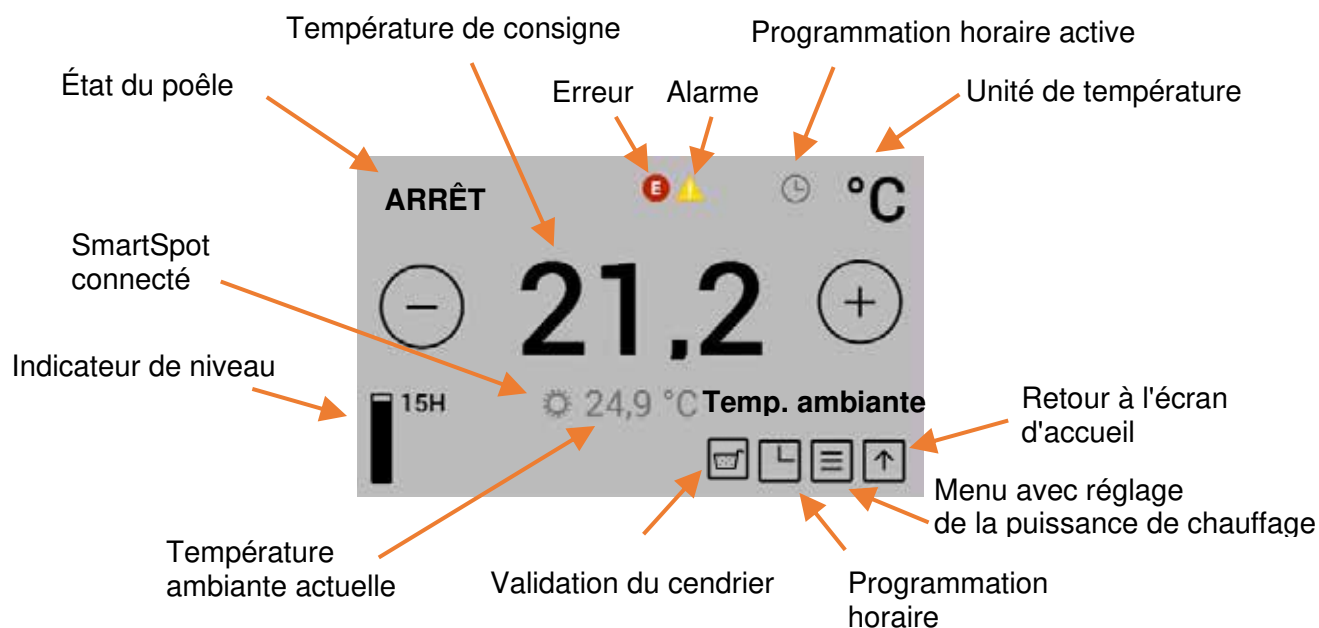 Température de consigne
Programmation horaire active
État du poêle
Erreur
Alarme
Unité de température
ARRÊT
E
°C
SmartSpot
connecté
21,2
Indicateur de niveau
15H
24,9 °C
Temp. ambiante
Retour à l'écran
d'accueil
Menu avec réglage
de la puissance de chauffage
Température
ambiante actuelle
Validation du cendrier
Programmation
horaire